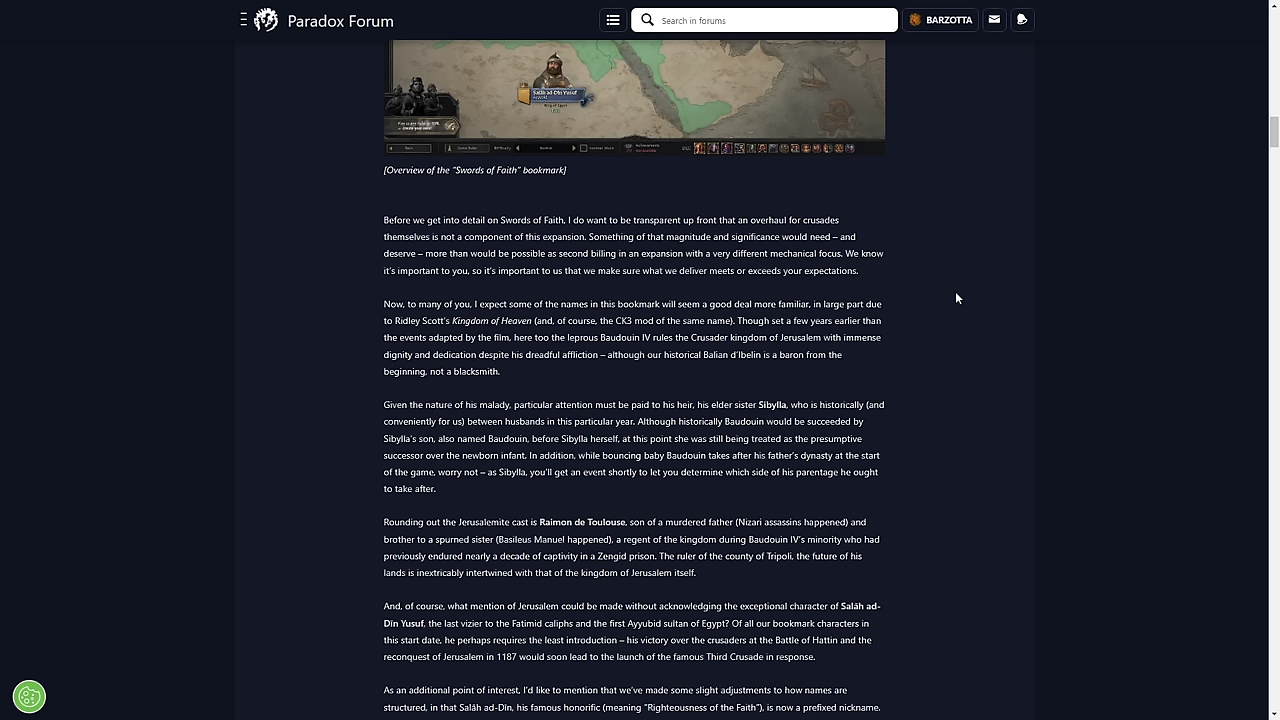 Paradox Forum
Search in forums
BARZOTTA
Salāh ad-Dīn Yusuf
[Overview of the "Swords of Faith" bookmark]
Before we get into detail on Swords of Faith, I do want to be transparent up front that an overhaul for crusades
themselves is not a component of this expansion. Something of that magnitude and significance would need – and
deserve – more than would be possible as second billing in an expansion with a very different mechanical focus. We know
it's important to you, so it's important to us that we make sure what we deliver meets or exceeds your expectations.
Now, to many of you, I expect some of the names in this bookmark will seem a good deal more familiar, in large part due
to Ridley Scott's Kingdom of Heaven (and, of course, the CK3 mod of the same name). Though set a few years earlier than
the events adapted by the film, here too the leprous Baudouin IV rules the Crusader kingdom of Jerusalem with immense
dignity and dedication despite his dreadful affliction – although our historical Balian d'Ibelin is a baron from the
beginning, not a blacksmith.
Given the nature of his malady, particular attention must be paid to his heir, his elder sister Sibylla, who is historically (and
conveniently for us) between husbands in this particular year. Although historically Baudouin would be succeeded by
Sibylla's son, also named Baudouin, before Sibylla herself, at this point she was still being treated as the presumptive
successor over the newborn infant. In addition, while bouncing baby Baudouin takes after his father's dynasty at the start
of the game, worry not – as Sibylla, you'll get an event shortly to let you determine which side of his parentage he ought
to take after.
Rounding out the Jerusalemite cast is Raimon de Toulouse, son of a murdered father (Nizari assassins happened) and
brother to a spurned sister (Basileus Manuel happened), a regent of the kingdom during Baudouin IV's minority who had
previously endured nearly a decade of captivity in a Zengid prison. The ruler of the county of Tripoli, the future of his
lands is inextricably intertwined with that of the kingdom of Jerusalem itself.
And, of course, what mention of Jerusalem could be made without acknowledging the exceptional character of Salāh ad-
Dīn Yusuf, the last vizier to the Fatimid caliphs and the first Ayyubid sultan of Egypt? Of all our bookmark characters in
this start date, he perhaps requires the least introduction – his victory over the crusaders at the Battle of Hattin and the
reconquest of Jerusalem in 1187 would soon lead to the launch of the famous Third Crusade in response.
As an additional point of interest, I'd like to mention that we've made some slight adjustments to how names are
structured, in that Salāh ad-Dīn, his famous honorific (meaning "Righteousness of the Faith"), is now a prefixed nickname.